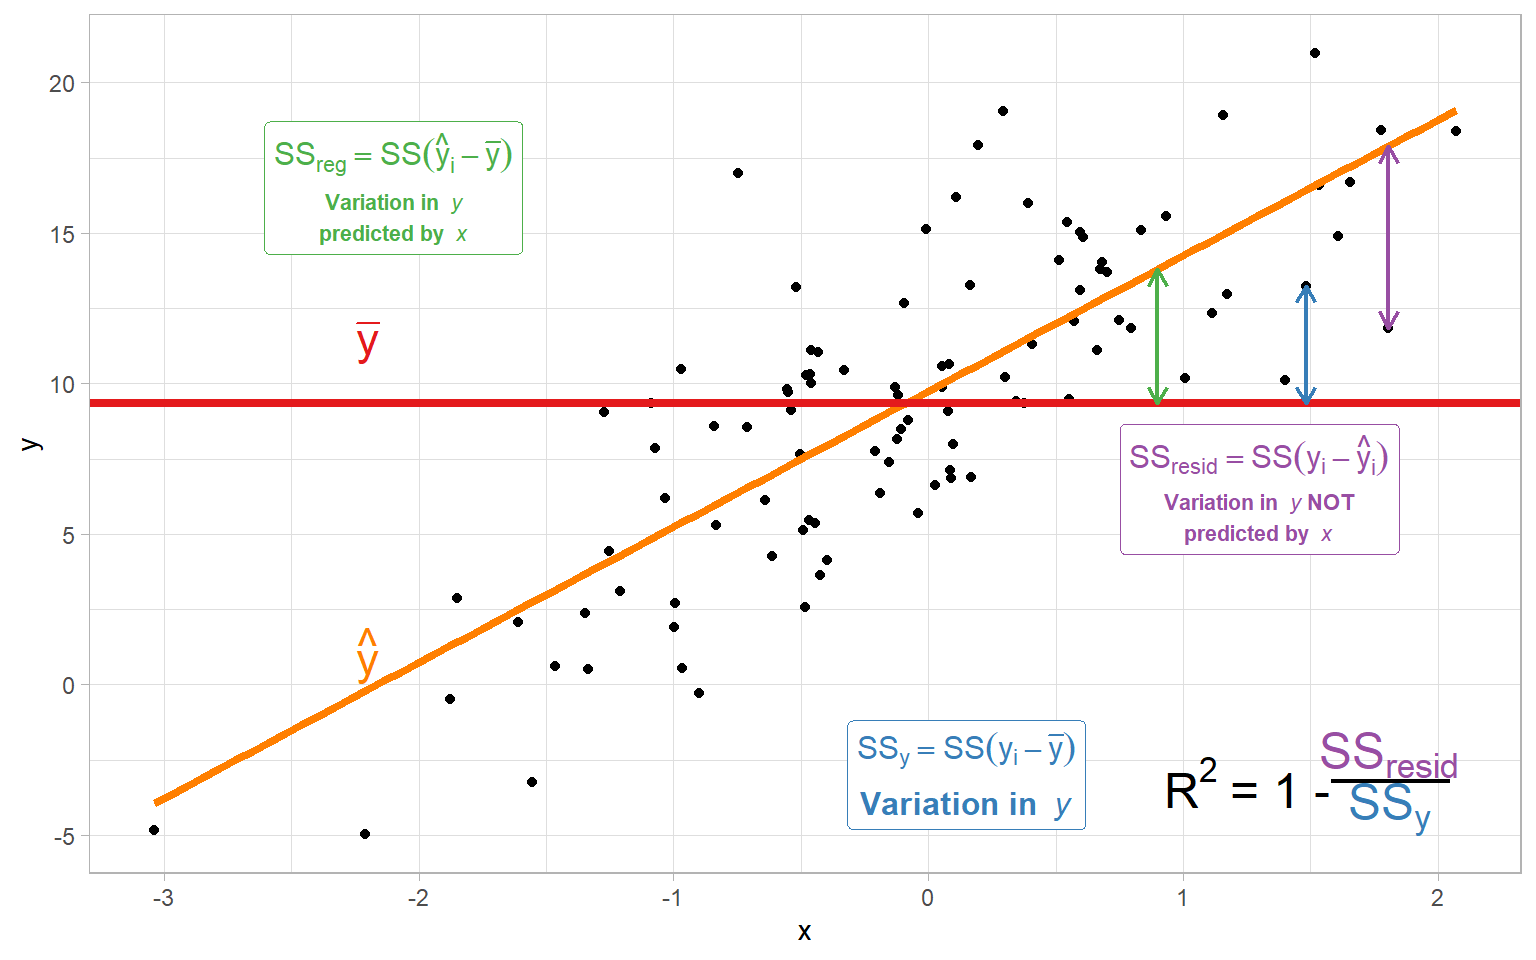 20
15
10
5
0
-5
y
SSreg = SS(ŷi − ȳ)
Variation in y
predicted by x
ȳ
ŷ
SSresid = SS(yi − ŷi)
Variation in y NOT
predicted by x
SSy = SS(yi − ȳ)
Variation in y
R² = 1 - SSresid
SSy
-3 -2 -1 0 1 2
x